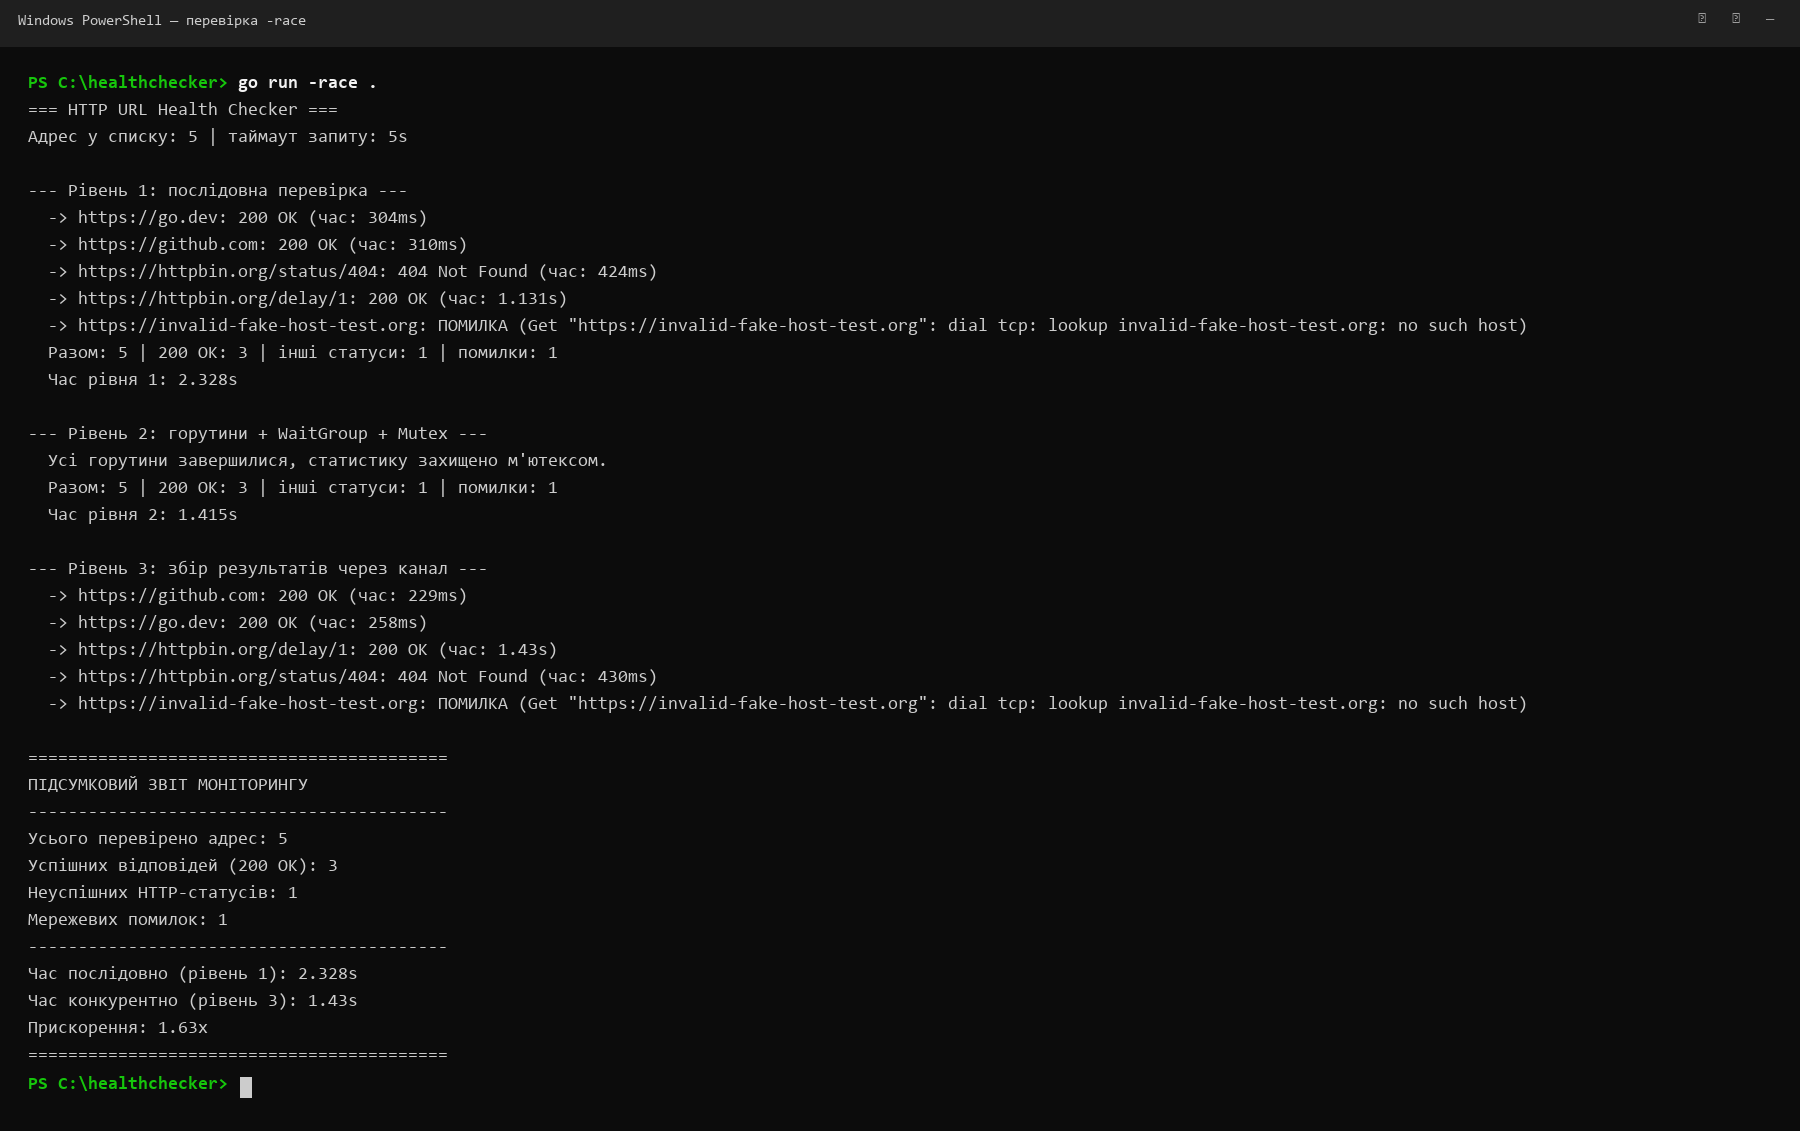 Windows PowerShell — перевірка -race
PS C:\healthchecker> go run -race .
=== HTTP URL Health Checker ===
Адрес у списку: 5 | таймаут запиту: 5s
--- Рівень 1: послідовна перевірка ---
-> https://go.dev: 200 OK (час: 304ms)
-> https://github.com: 200 OK (час: 310ms)
-> https://httpbin.org/status/404: 404 Not Found (час: 424ms)
-> https://httpbin.org/delay/1: 200 OK (час: 1.131s)
-> https://invalid-fake-host-test.org: ПОМИЛКА (Get "https://invalid-fake-host-test.org": dial tcp: lookup invalid-fake-host-test.org: no such host)
Разом: 5 | 200 OK: 3 | інші статуси: 1 | помилки: 1
Час рівня 1: 2.328s
--- Рівень 2: горутини + WaitGroup + Mutex ---
Усі горутини завершилися, статистику захищено м'ютексом.
Разом: 5 | 200 OK: 3 | інші статуси: 1 | помилки: 1
Час рівня 2: 1.415s
--- Рівень 3: збір результатів через канал ---
-> https://github.com: 200 OK (час: 229ms)
-> https://go.dev: 200 OK (час: 258ms)
-> https://httpbin.org/delay/1: 200 OK (час: 1.43s)
-> https://httpbin.org/status/404: 404 Not Found (час: 430ms)
-> https://invalid-fake-host-test.org: ПОМИЛКА (Get "https://invalid-fake-host-test.org": dial tcp: lookup invalid-fake-host-test.org: no such host)
==========================================
ПІДСУМКОВИЙ ЗВІТ МОНІТОРИНГУ
------------------------------------------
Усього перевірено адрес: 5
Успішних відповідей (200 OK): 3
Неуспішних HTTP-статусів: 1
Мережевих помилок: 1
------------------------------------------
Час послідовно (рівень 1): 2.328s
Час конкурентно (рівень 3): 1.43s
Прискорення: 1.63x
==========================================
PS C:\healthchecker>